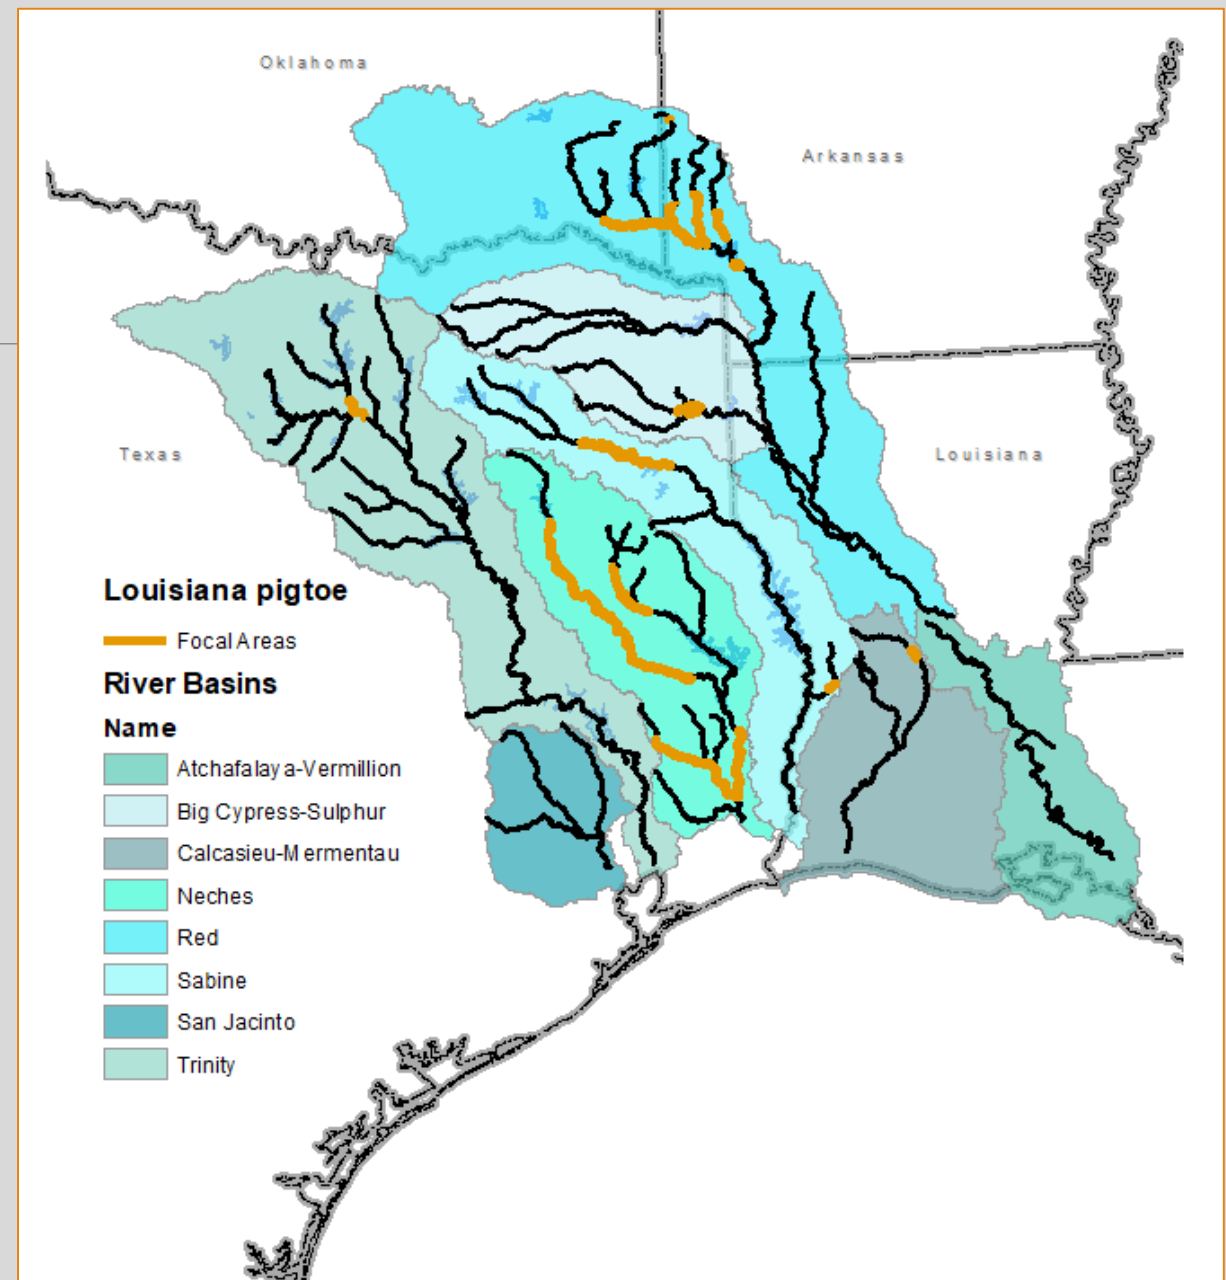 Oklahoma
Arkansas
Texas
Louisiana
Louisiana pigtoe
Focal Areas
River Basins
Name
Atchafalaya-Vermillion
Big Cypress-Sulphur
Calcasieu-Mermentau
Neches
Red
Sabine
San Jacinto
Trinity